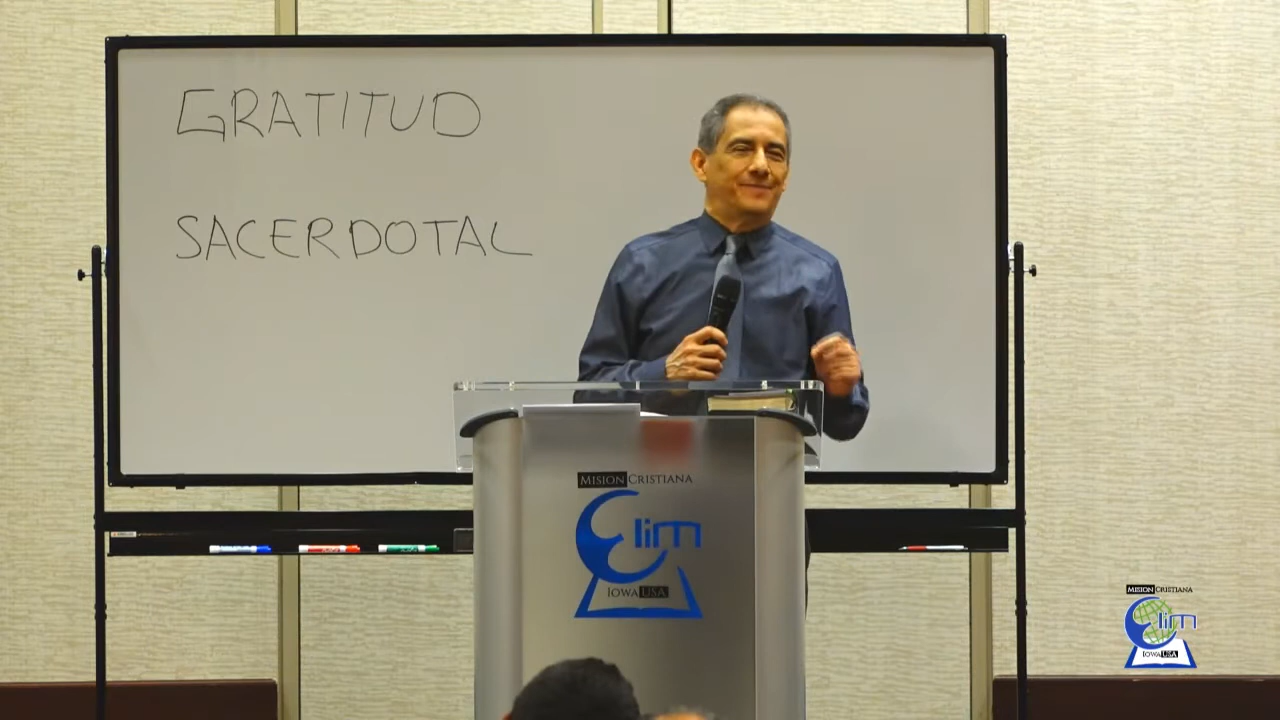 GRATITUD
SACERDOTAL
MISION CRISTIANA
Elim
IOWA USA
MISION CRISTIANA
Elim
IOWA USA